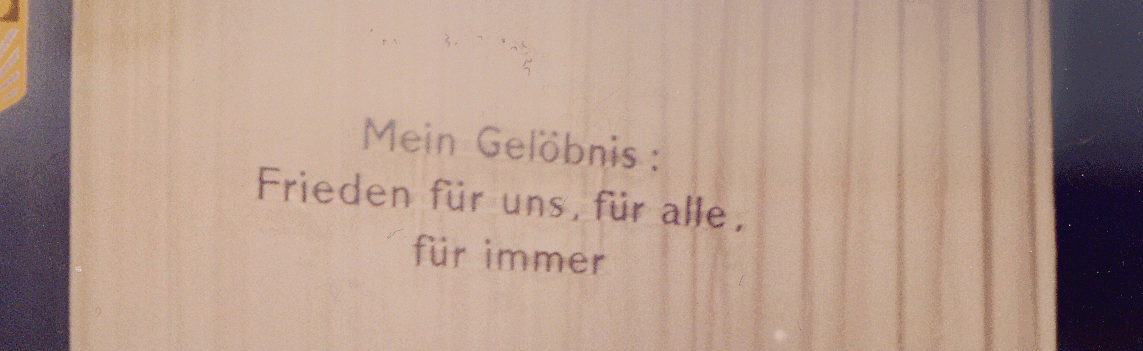 Mein Gelöbnis:
Frieden für uns, für alle,
für immer